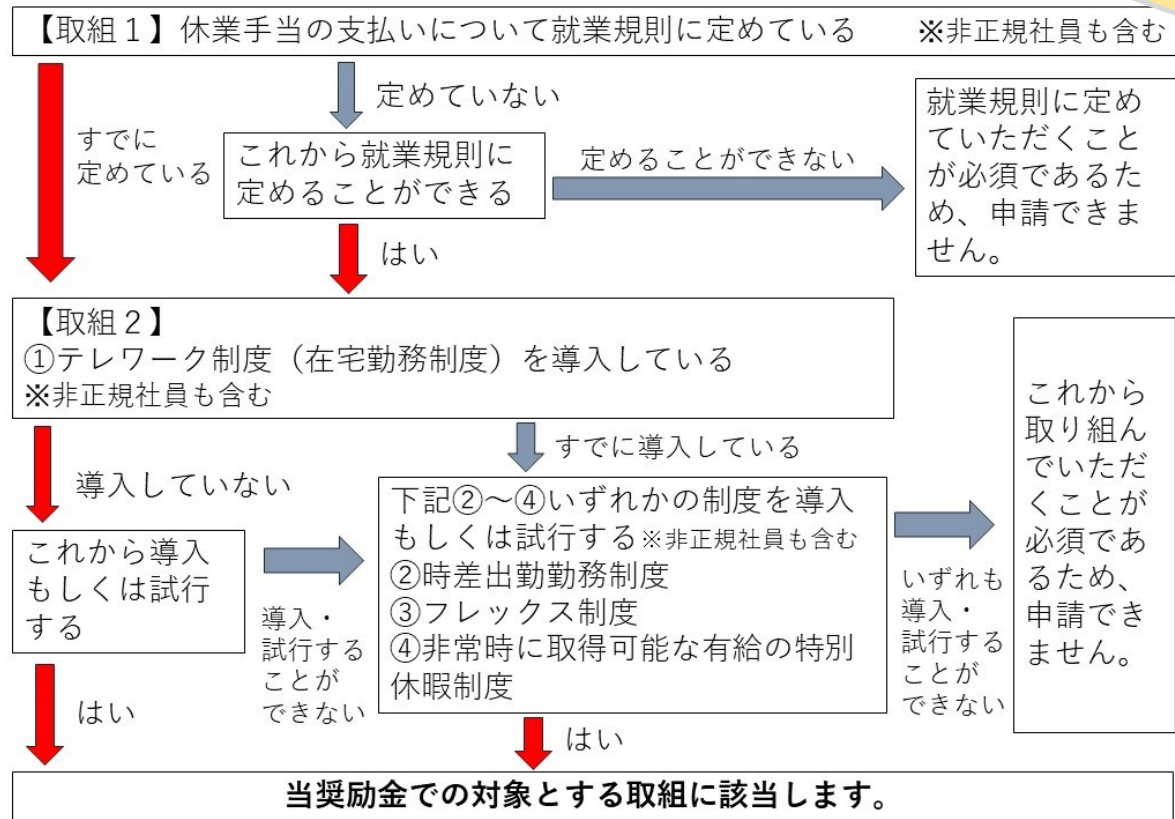 【取組１】休業手当の支払いについて就業規則に定めている　※非正規社員も含む
定めていない
すでに
定めている
これから就業規則に
定めることができる
定めることができない
就業規則に定め
ていただくこと
が必須であるた
め、申請できま
せん。
はい
【取組２】
①テレワーク制度（在宅勤務制度）を導入している
※非正規社員も含む
導入していない
すでに導入している
これから導入
もしくは試行
する
導入・
試行する
ことが
できない
下記②～④いずれかの制度を導入
もしくは試行する※非正規社員も含む
②時差出勤勤務制度
③フレックス制度
④非常時に取得可能な有給の特別
休暇制度
いずれも
導入・
試行する
ことが
できない
これから
取り組ん
でいただ
くことが
必須であ
るため、
申請でき
ません。
はい
はい
当奨励金での対象とする取組に該当します。